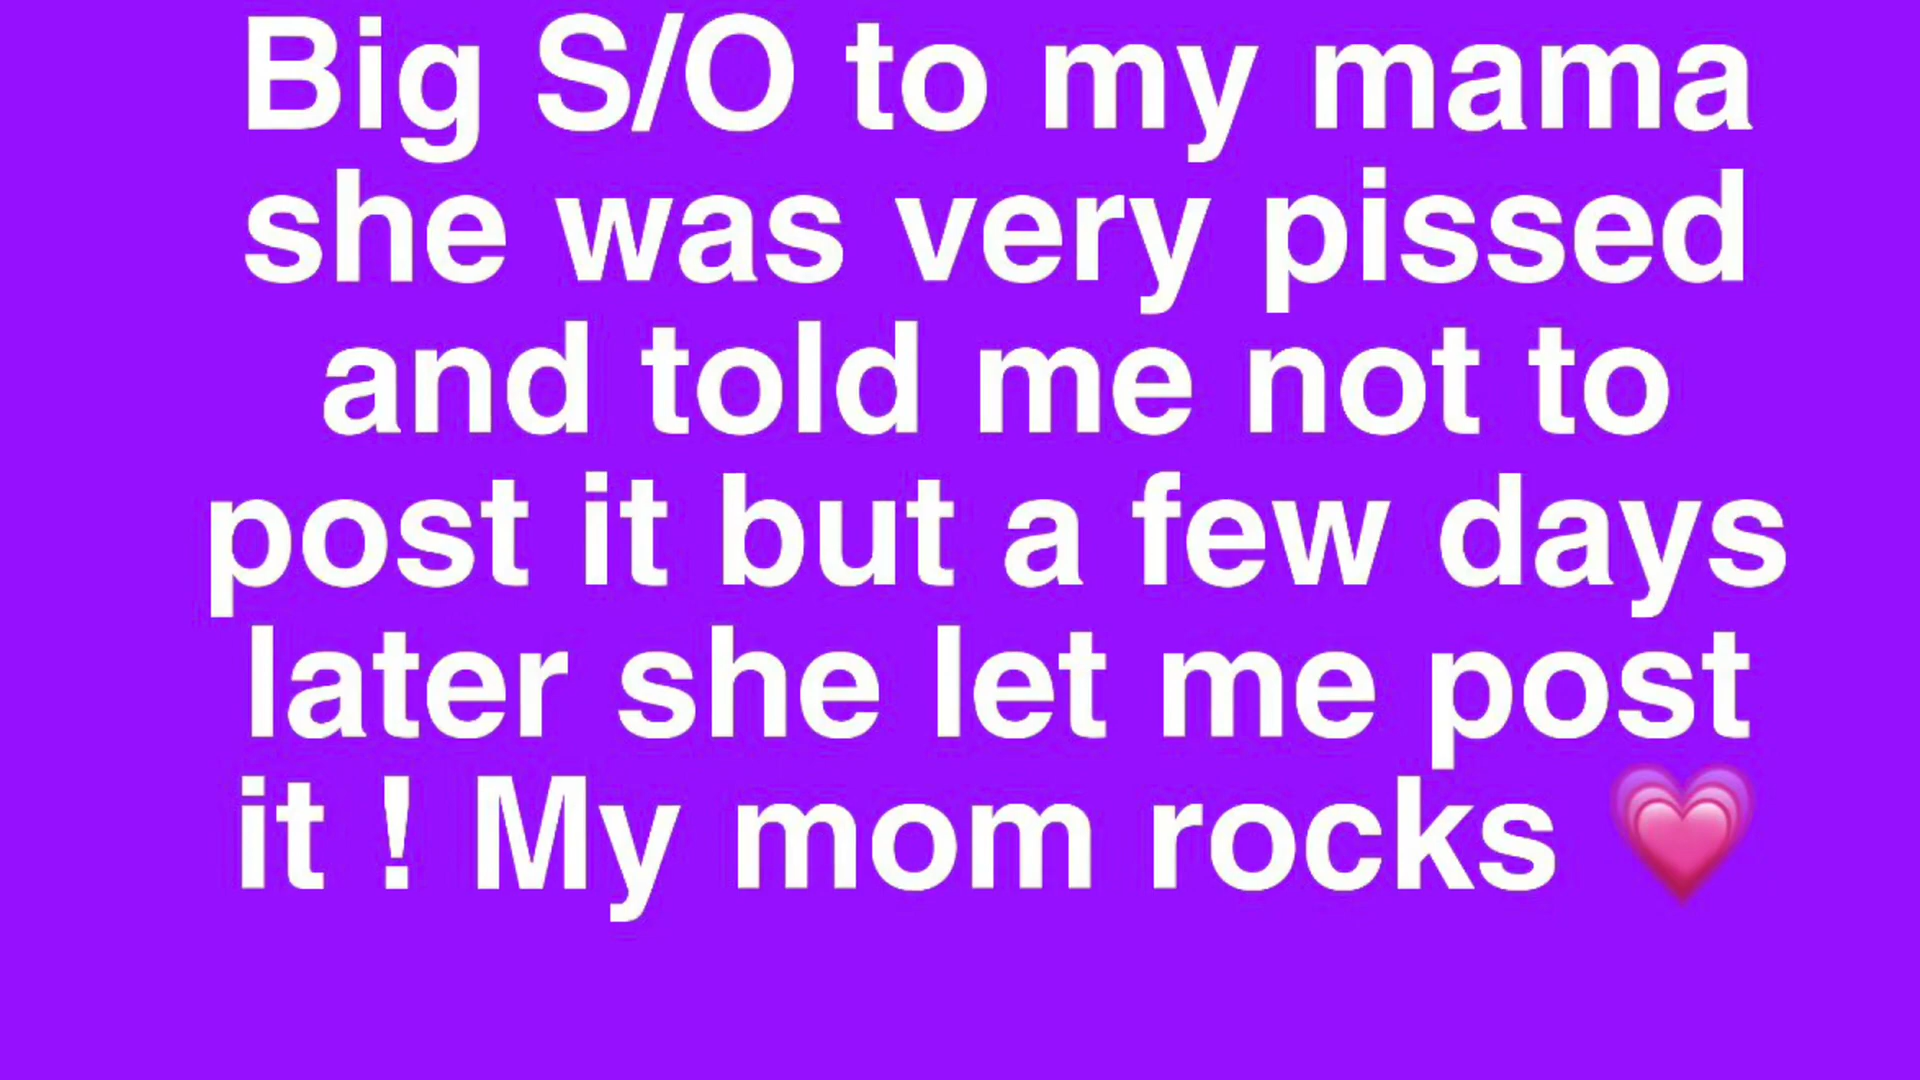 Big S/O to my mama
she was very pissed
and told me not to
post it but a few days
later she let me post
it ! My mom rocks 💗